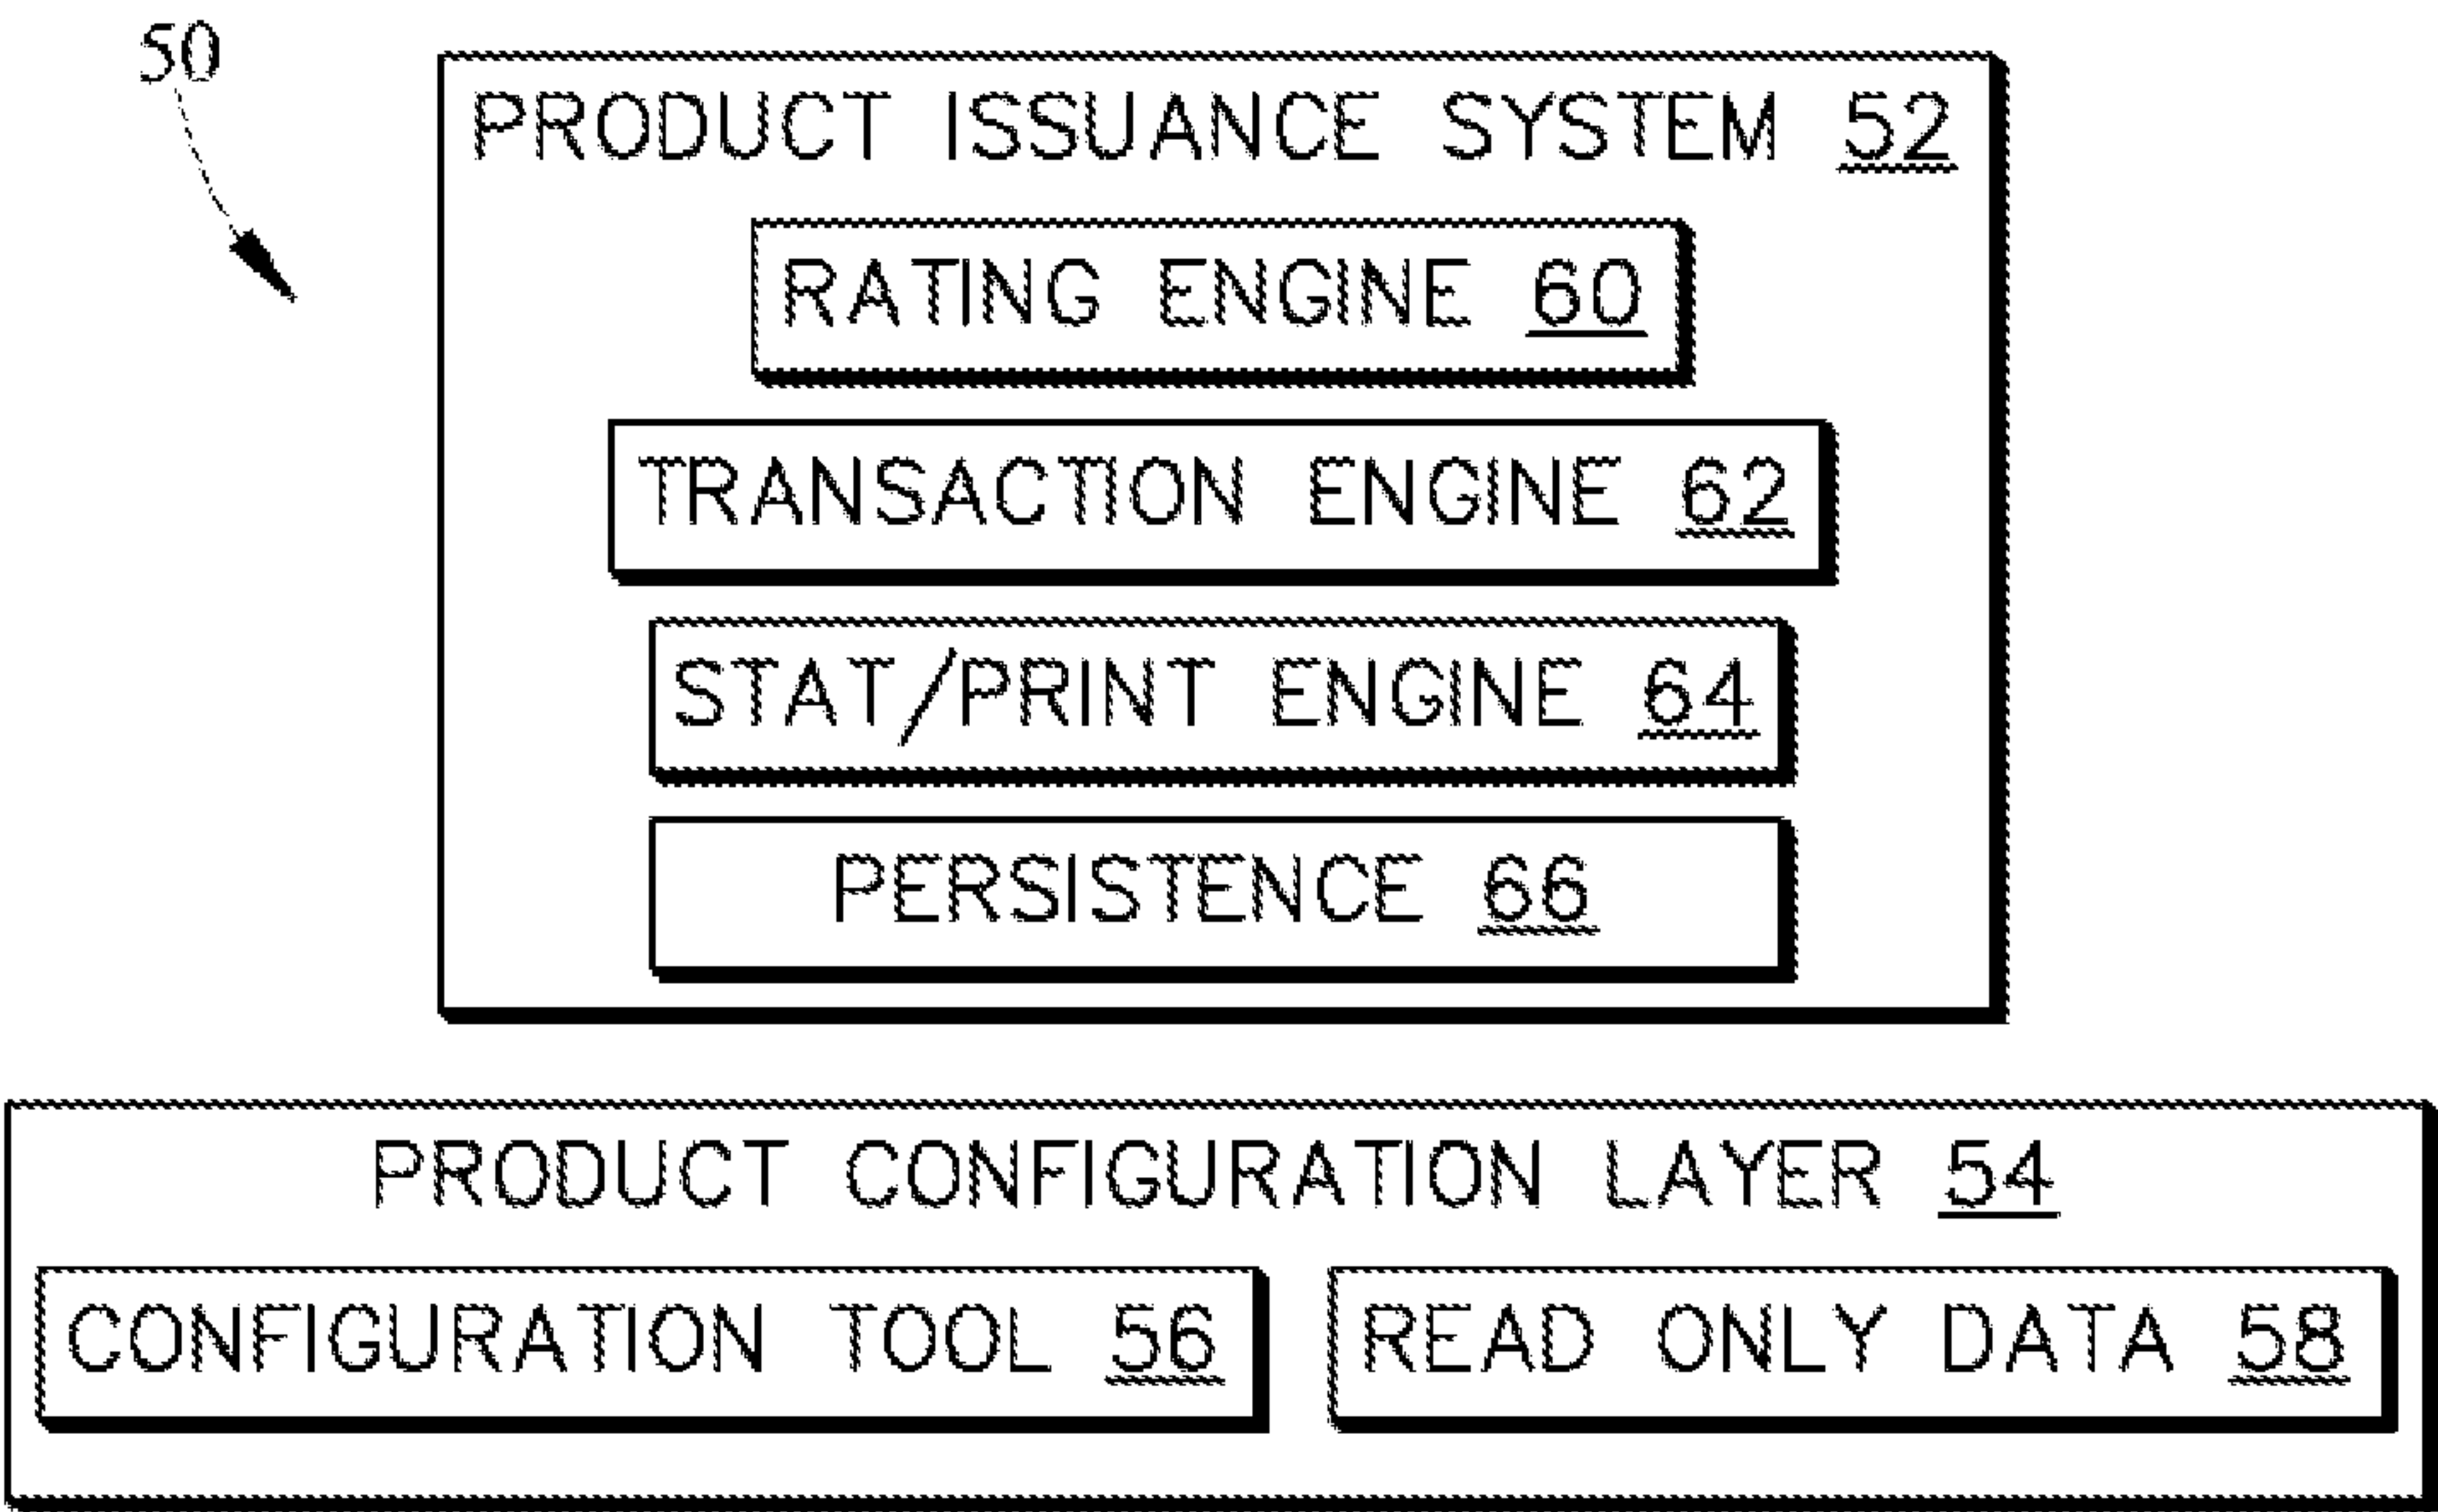 50
PRODUCT ISSUANCE SYSTEM 52
RATING ENGINE 60
TRANSACTION ENGINE 62
STAT/PRINT ENGINE 64
PERSISTENCE 66
PRODUCT CONFIGURATION LAYER 54
CONFIGURATION TOOL 56 READ ONLY DATA 58